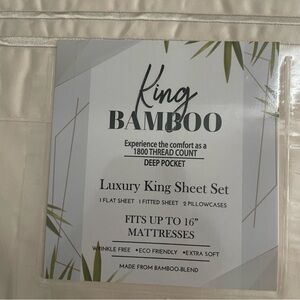 King
BAMBOO
Experience the comfort as a
1800 THREAD COUNT
DEEP POCKET
Luxury King Sheet Set
1 FLAT SHEET 1 FITTED SHEET 2 PILLOWCASES
FITS UP TO 16"
MATTRESSES
WRINKLE FREE •ECO FRIENDLY •EXTRA SOFT
MADE FROM BAMBOO-BLEND